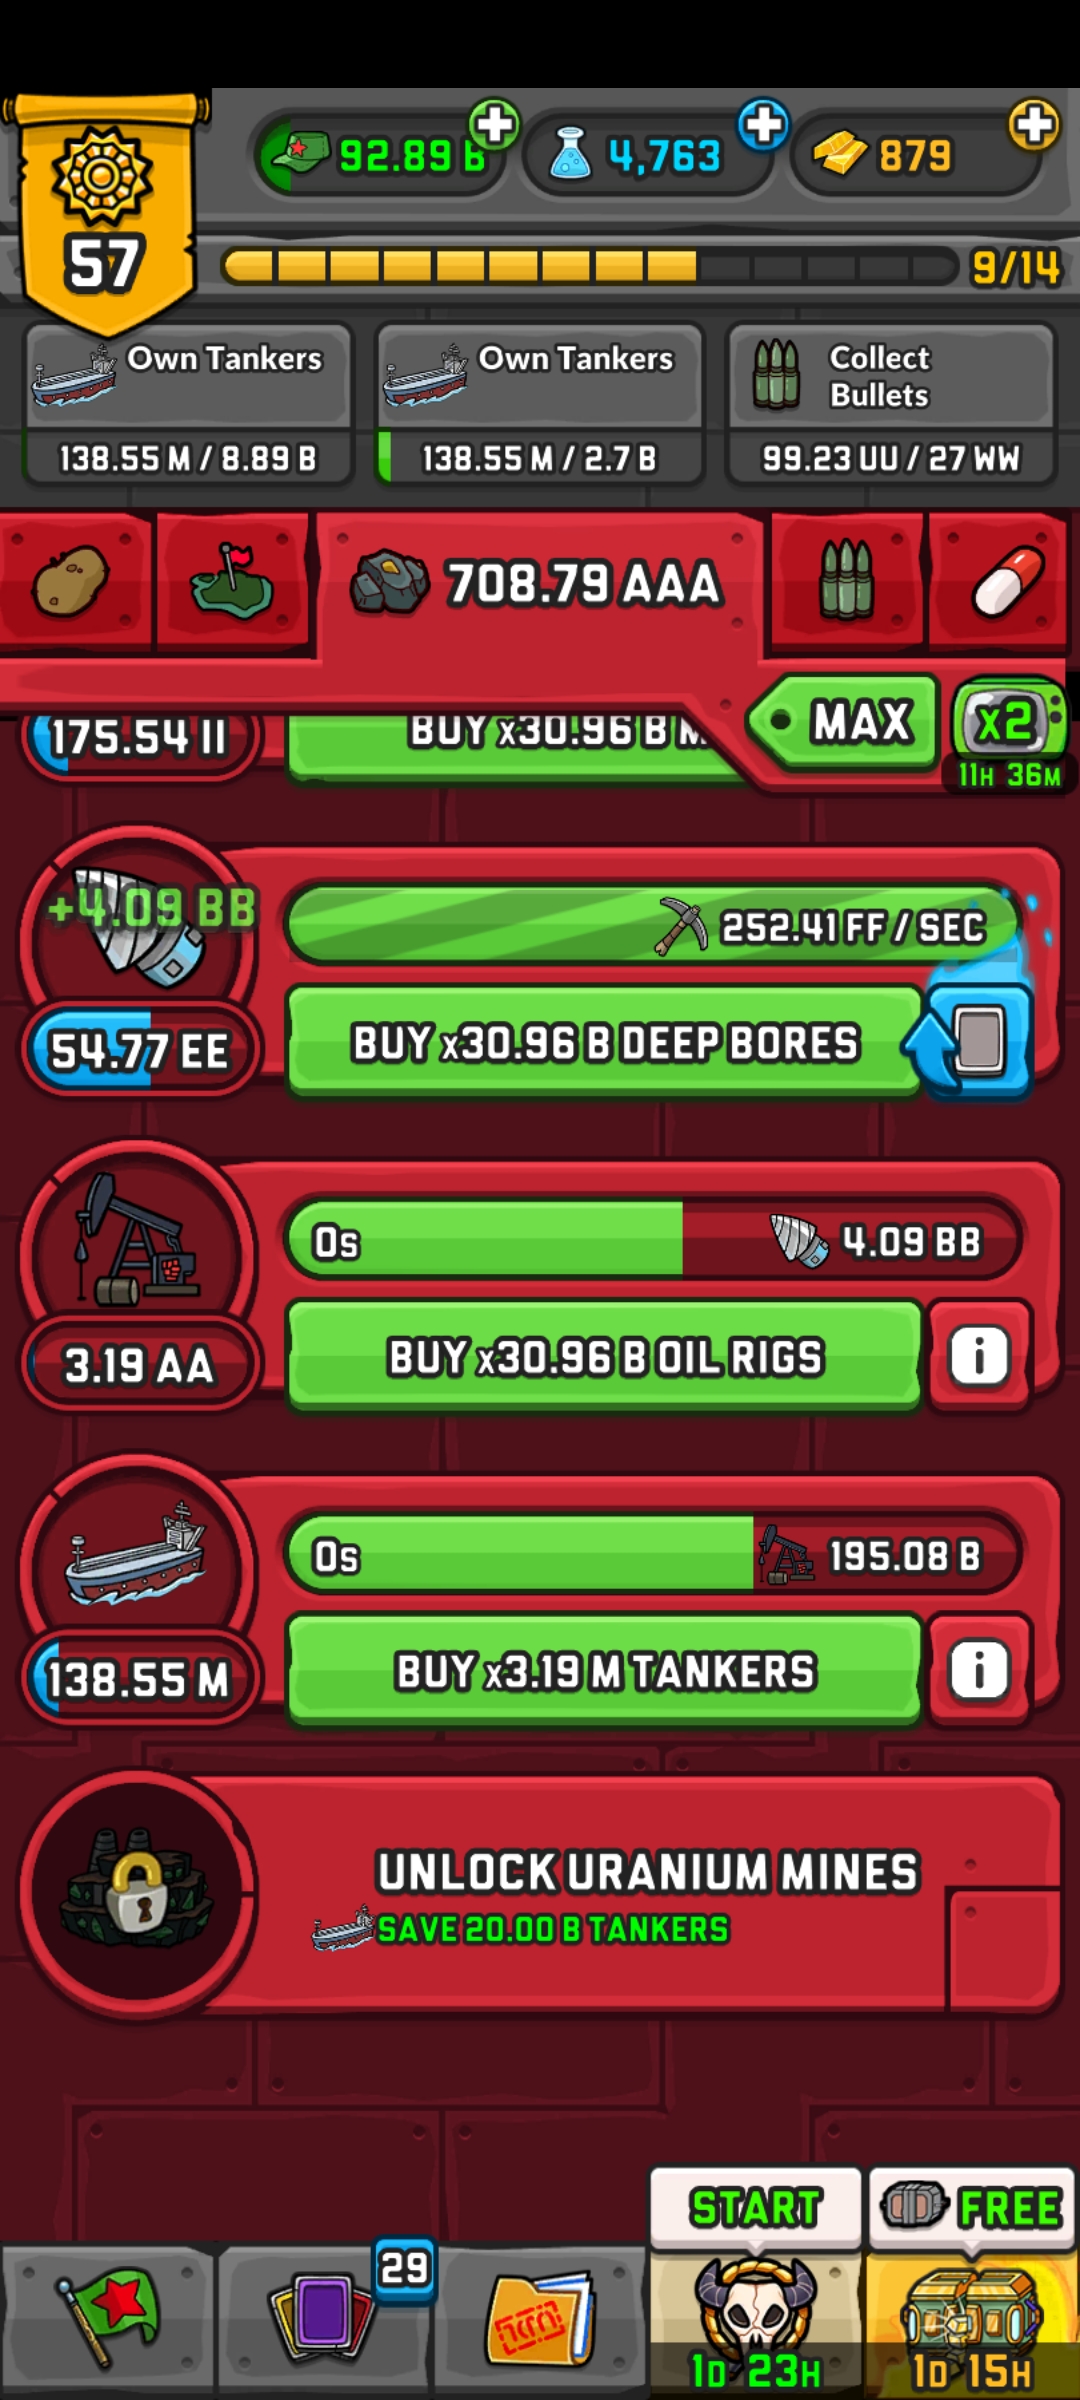 57
92.89 B
4,763
879
9/14
Own Tankers
138.55 M / 8.89 B
Own Tankers
138.55 M / 2.7 B
Collect
Bullets
99.23 UU / 27 WW
708.79 AAA
MAX
x2
11H 36M
175.54 II
BUY x30.96 B
+4.09 BB
252.41 FF / SEC
54.77 EE
BUY x30.96 B DEEP BORES
0s
4.09 BB
3.19 AA
BUY x30.96 B OIL RIGS
i
0s
195.08 B
138.55 M
BUY x3.19 M TANKERS
i
UNLOCK URANIUM MINES
SAVE 20.00 B TANKERS
START
FREE
29
1D 23H
1D 15H